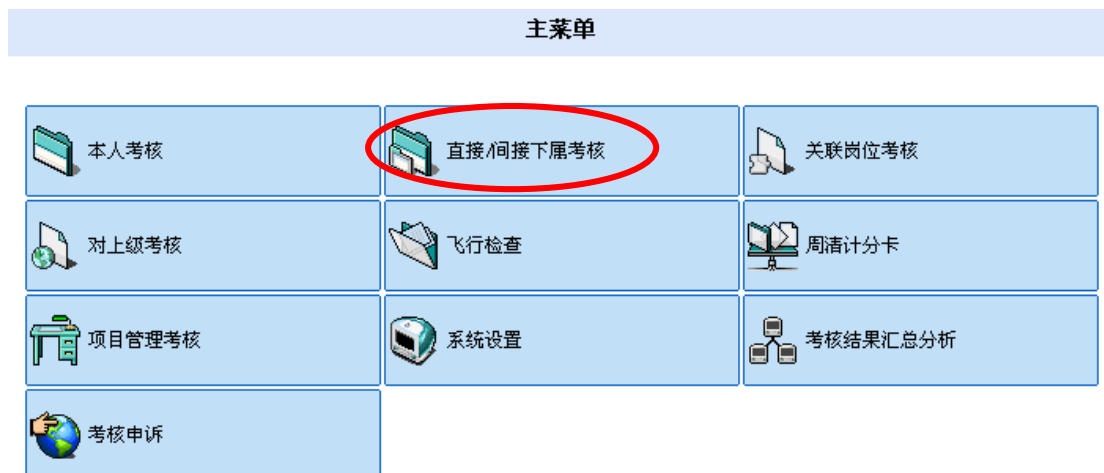 主菜单
本人考核
直接/间接下属考核
关联岗位考核
对上级考核
飞行检查
周清计分卡
项目管理考核
系统设置
考核结果汇总分析
考核申诉